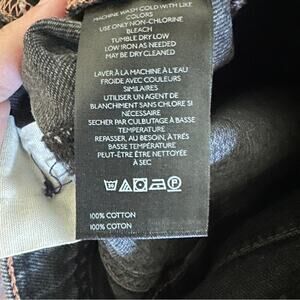 MACHINE WASH COLD WITH LIKE
COLORS
USE ONLY NON-CHLORINE
BLEACH
TUMBLE DRY LOW
LOW IRON AS NEEDED
MAY BE DRY CLEANED
LAVER À LA MACHINE À L'EAU
FROIDE AVEC COULEURS
SIMILAIRES
UTILISER UN AGENT DE
BLANCHIMENT SANS CHLORE SI
NÉCESSAIRE
SECHER PAR CULBUTAGE À BASSE
TEMPERATURE
REPASSER, AU BESOIN, À TRÈS
BASSE TEMPÉRATURE
PEUT-ÊTRE ÊTRE NETTOYÉE
À SEC
100% COTTON
100% COTON